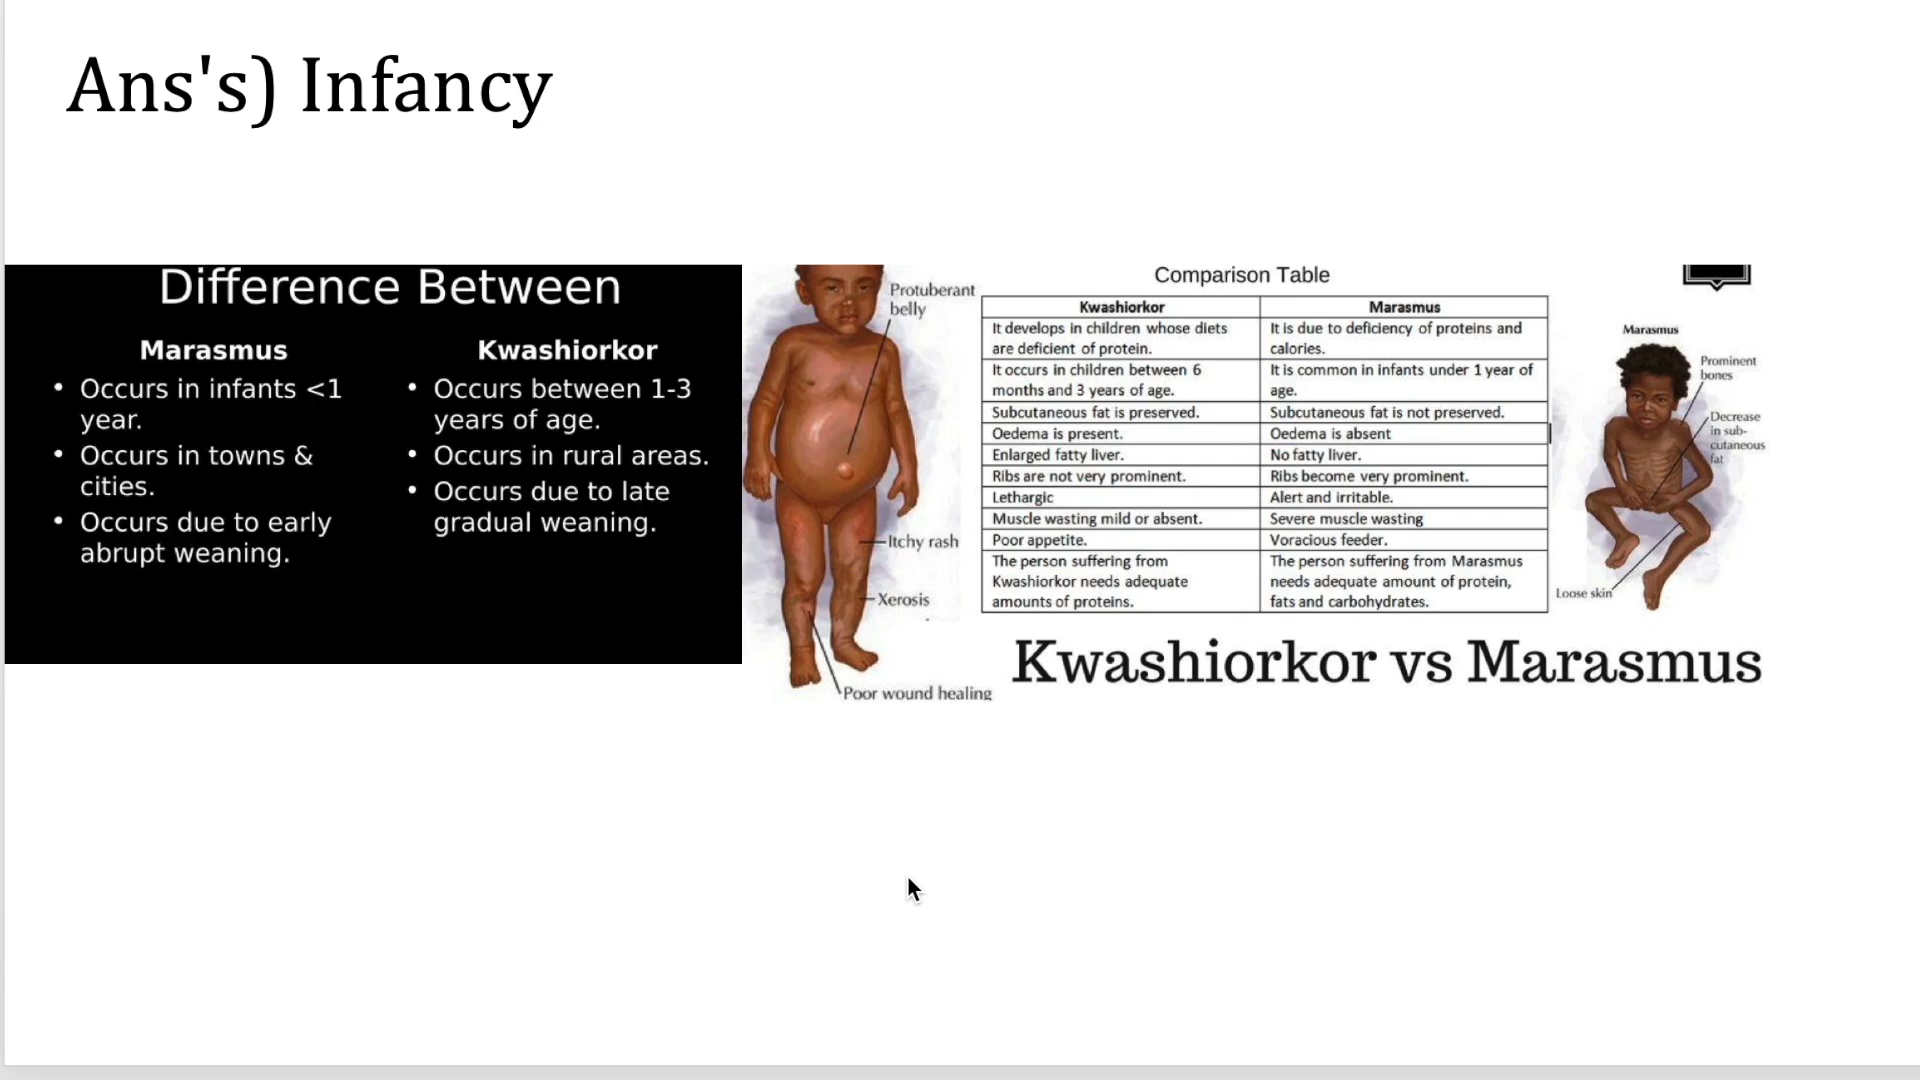 Ans's) Infancy
Difference Between
Marasmus
• Occurs in infants <1
year.
• Occurs in towns &
cities.
• Occurs due to early
abrupt weaning.
Kwashiorkor
• Occurs between 1-3
years of age.
• Occurs in rural areas.
• Occurs due to late
gradual weaning.
Protuberant
belly
Itchy rash
Xerosis
Poor wound healing
Comparison Table
Kwashiorkor Marasmus
It develops in children whose diets
are deficient of protein.
It is due to deficiency of proteins and
calories.
It occurs in children between 6
months and 3 years of age.
It is common in infants under 1 year of
age.
Subcutaneous fat is preserved. Subcutaneous fat is not preserved.
Oedema is present. Oedema is absent
Enlarged fatty liver. No fatty liver.
Ribs are not very prominent. Ribs become very prominent.
Lethargic Alert and irritable.
Muscle wasting mild or absent. Severe muscle wasting
Poor appetite. Voracious feeder.
The person suffering from
Kwashiorkor needs adequate
amounts of proteins.
The person suffering from Marasmus
needs adequate amount of protein,
fats and carbohydrates.
Marasmus
Prominent
bones
Decrease
in sub-
cutaneous
fat
Loose skin
Kwashiorkor vs Marasmus